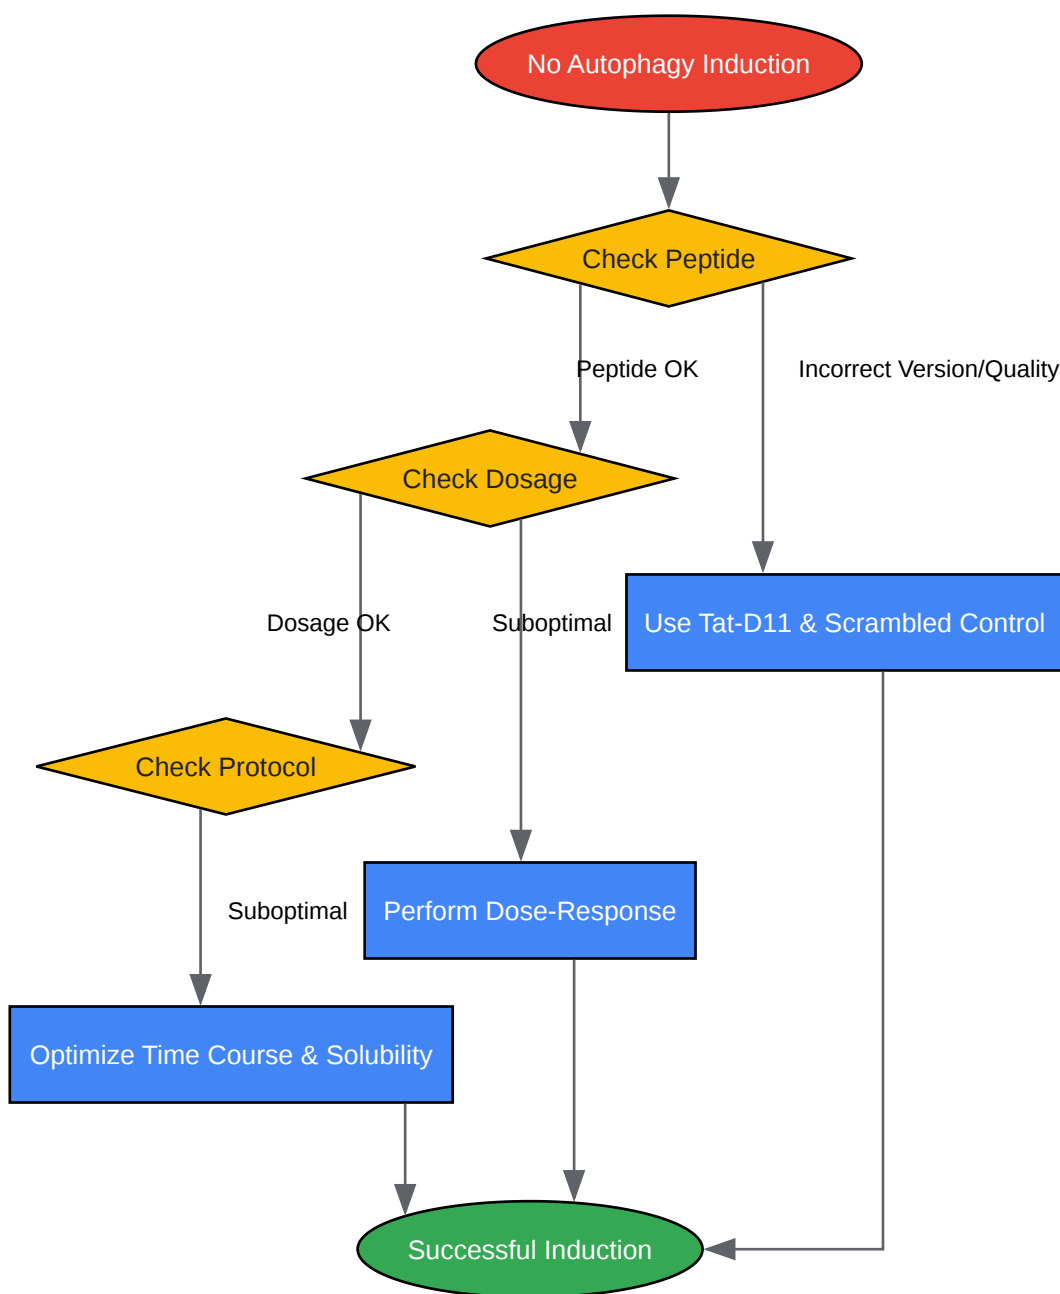 No Autophagy Induction
Check Peptide
Peptide OK
Incorrect Version/Quality
Check Dosage
Dosage OK
Suboptimal
Use Tat-D11 & Scrambled Control
Check Protocol
Suboptimal
Perform Dose-Response
Optimize Time Course & Solubility
Successful Induction